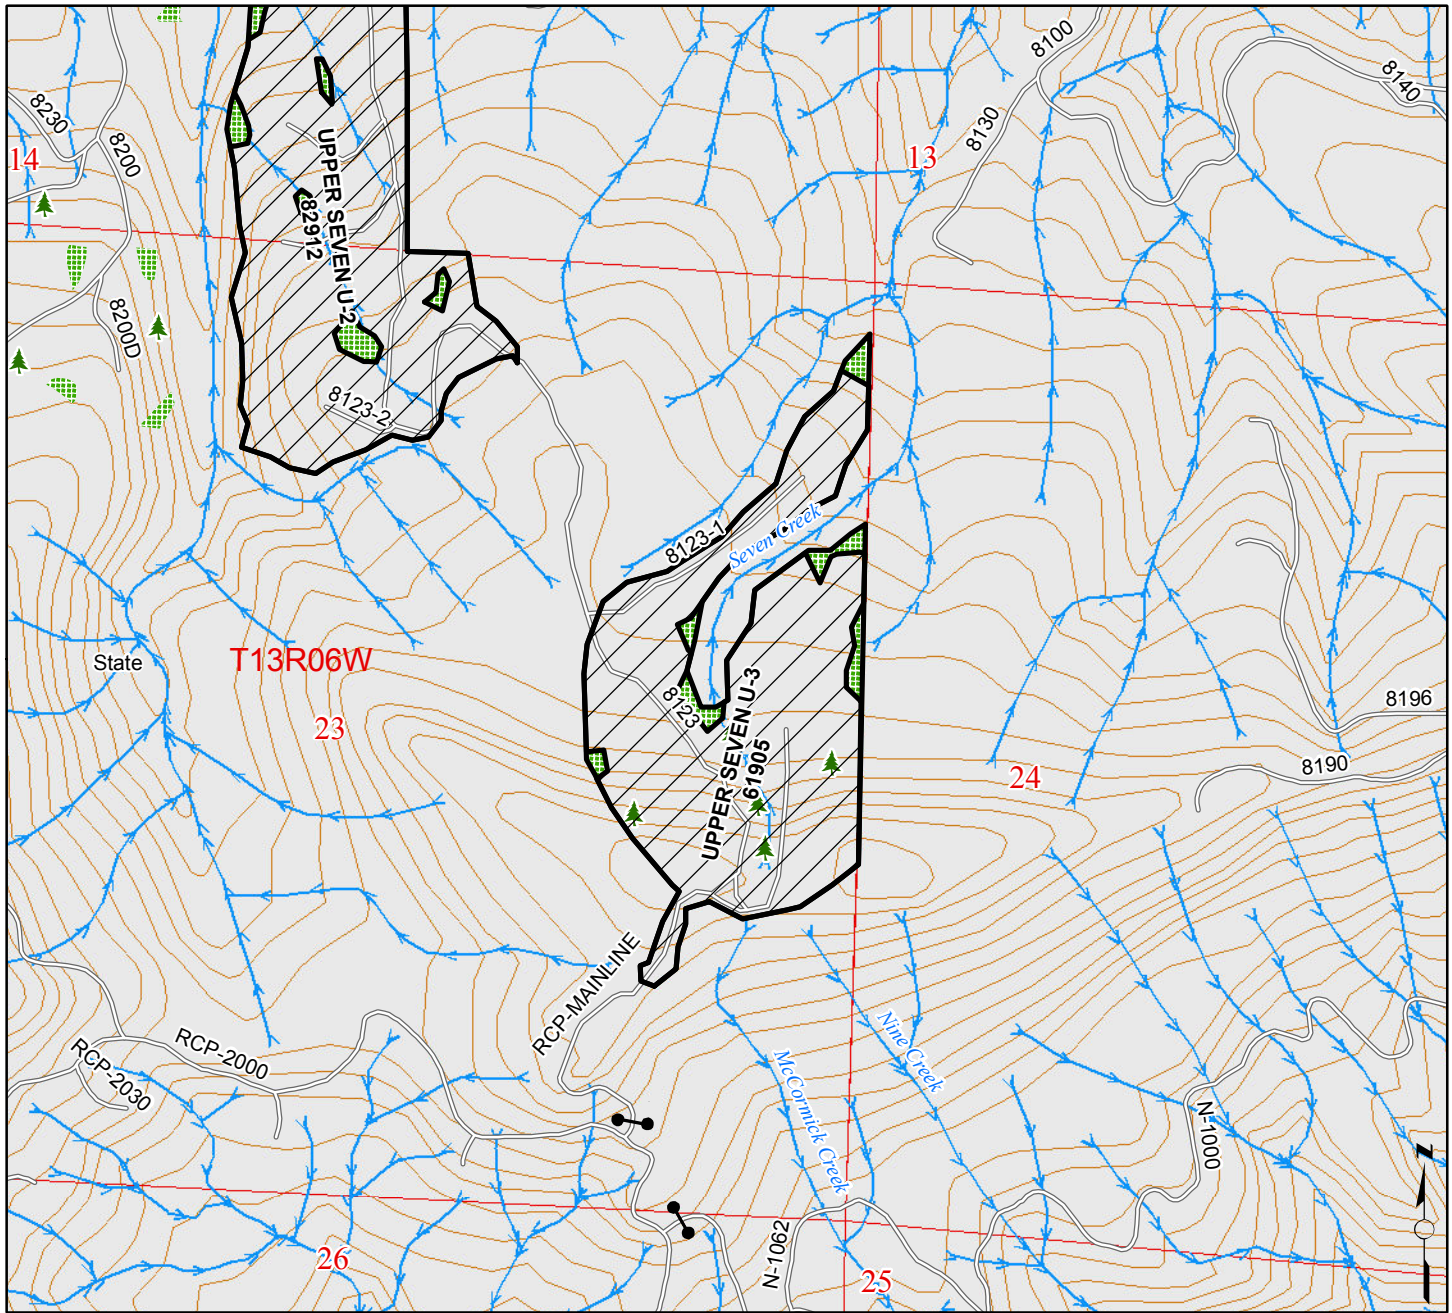 8100
8140
8230
8200
14
8130
13
UPPER SEVEN U-2
82912
8200D
8123-2
8123-1
Seven Creek
State
T13R06W
23
8123
UPPER SEVEN U-3
61905
8196
8190
24
RCP-MAINLINE
RCP-2000
RCP-2030
Nine Creek
McCormick Creek
N-1000
N-1062
26
25
Z